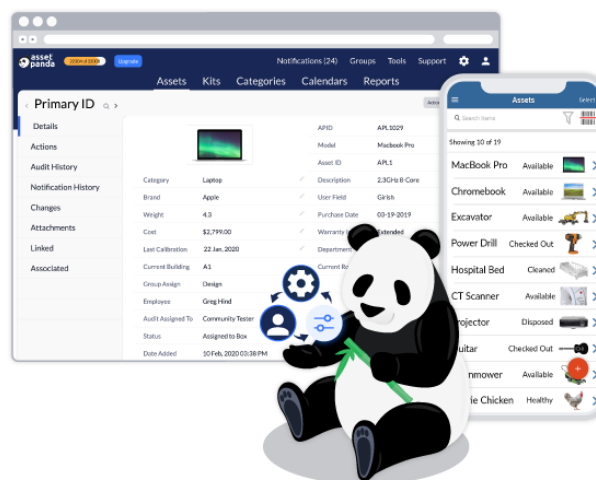 asset panda
Upgrade
Notifications (24) Groups Tools Support
Assets Kits Categories Calendars Reports
Primary ID
Details
Actions
Audit History
Notification History
Changes
Attachments
Linked
Associated
Category Laptop
Brand Apple
Weight 4.3
Cost $2,799.00
Last Calibration 22 Jan, 2020
Current Building A1
Group Assign Design
Employee Greg Hind
Audit Assigned To Community Tester
Status Assigned to Box
Date Added 10 Feb, 2020 03:38 PM
APID APL1029
Model Macbook Pro
Asset ID APL1
Description 2.3GHz 8-Core
User Field Girish
Purchase Date 03-19-2019
Warranty Extended
Department
Current
Assets Select
Search Items
Showing 10 of 19
MacBook Pro Available
Chromebook Available
Excavator Available
Power Drill Checked Out
Hospital Bed Cleaned
CT Scanner Available
rojector Disposed
uitar Checked Out
nmower Available
ie Chicken Healthy